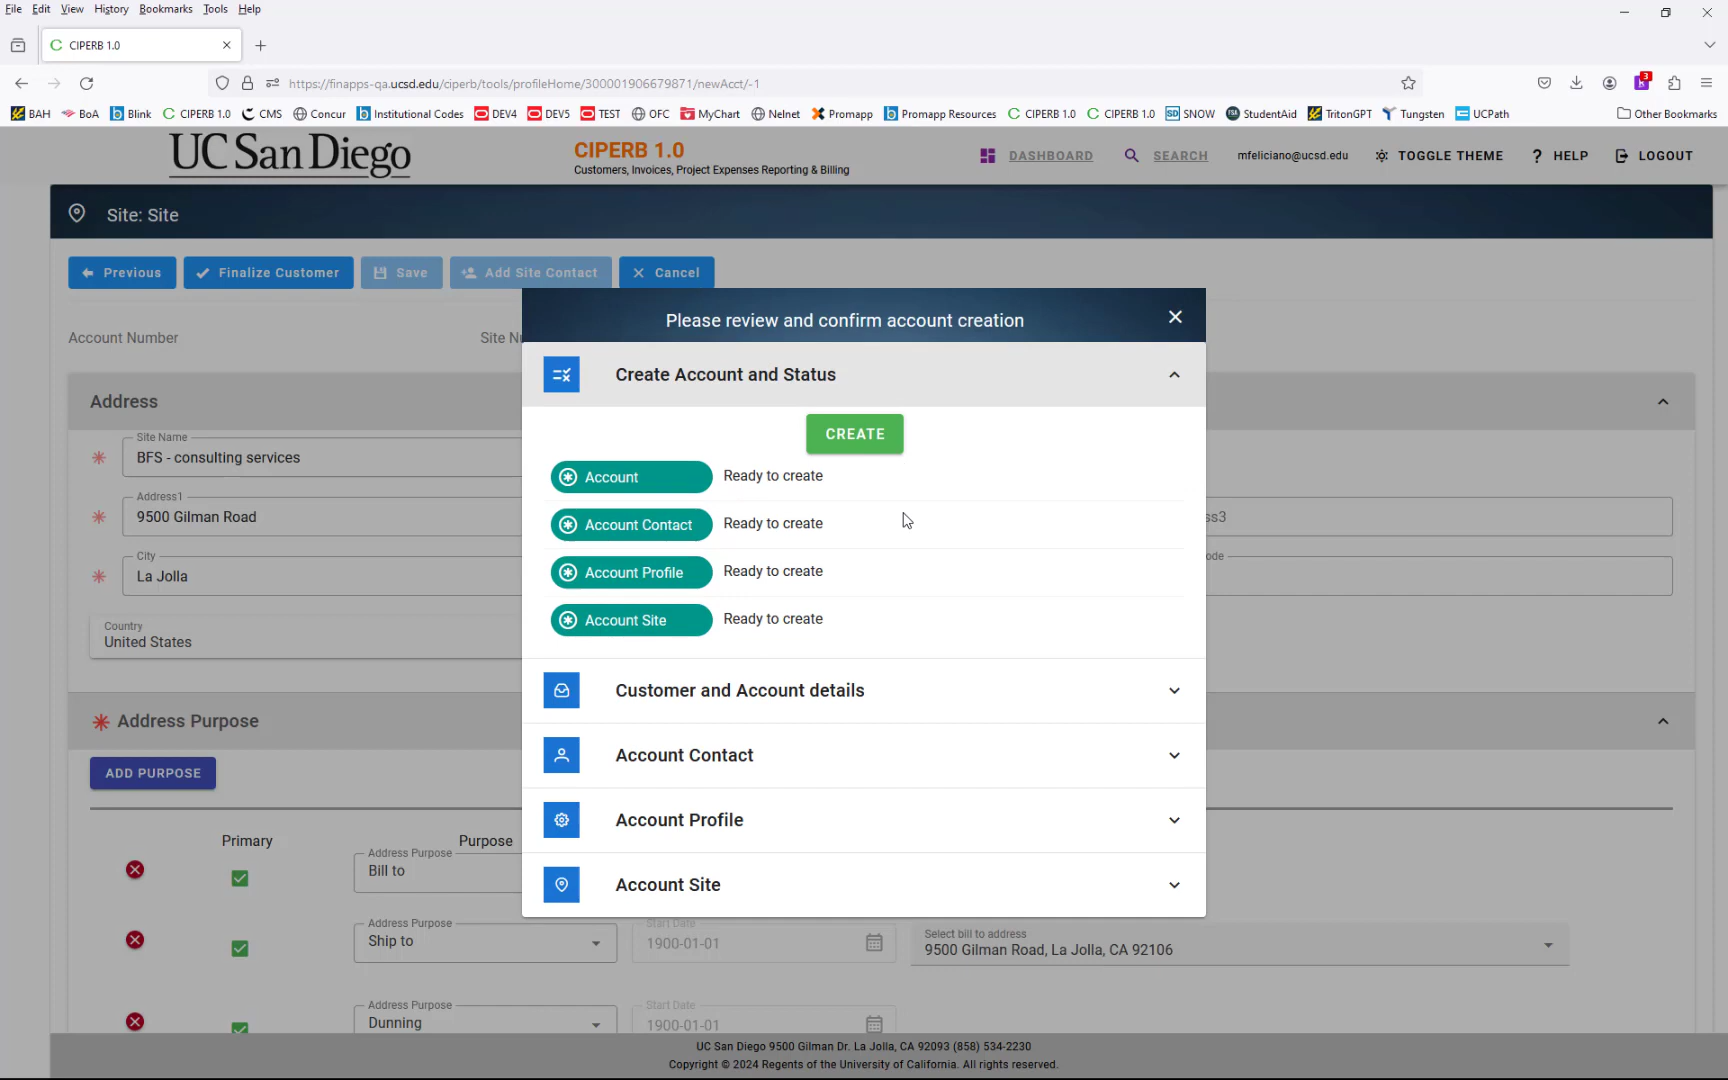 File Edit View History Bookmarks Tools Help
CIPERB 1.0
https://finapps-qa.ucsd.edu/ciperb/tools/profileHome/300001906679871/newAcct/-1
3
BAH BoA Blink CIPERB 1.0 CMS Concur Institutional Codes DEV4 DEV5 TEST OFC MyChart Nelnet Promapp Promapp Resources CIPERB 1.0 CIPERB 1.0 SNOW StudentAid TritonGPT Tungsten UCPath Other Bookmarks
UC San Diego
CIPERB 1.0
Customers, Invoices, Project Expenses Reporting & Billing
DASHBOARD SEARCH mfeliciano@ucsd.edu TOGGLE THEME ? HELP LOGOUT
Site: Site
Previous Finalize Customer Save Add Site Contact Cancel
Please review and confirm account creation
Account Number
Site Nu
Create Account and Status
Address
CREATE
Site Name
BFS - consulting services
Account Ready to create
Address1
9500 Gilman Road
ss3
Account Contact Ready to create
City
La Jolla
ode
Account Profile Ready to create
Country
United States
Account Site Ready to create
Customer and Account details
Address Purpose
Account Contact
ADD PURPOSE
Account Profile
Primary Purpose
Address Purpose
Bill to
Account Site
Address Purpose
Ship to
Start Date
1900-01-01
Select bill to address
9500 Gilman Road, La Jolla, CA 92106
Address Purpose
Dunning
Start Date
1900-01-01
UC San Diego 9500 Gilman Dr. La Jolla, CA 92093 (858) 534-2230
Copyright © 2024 Regents of the University of California. All rights reserved.